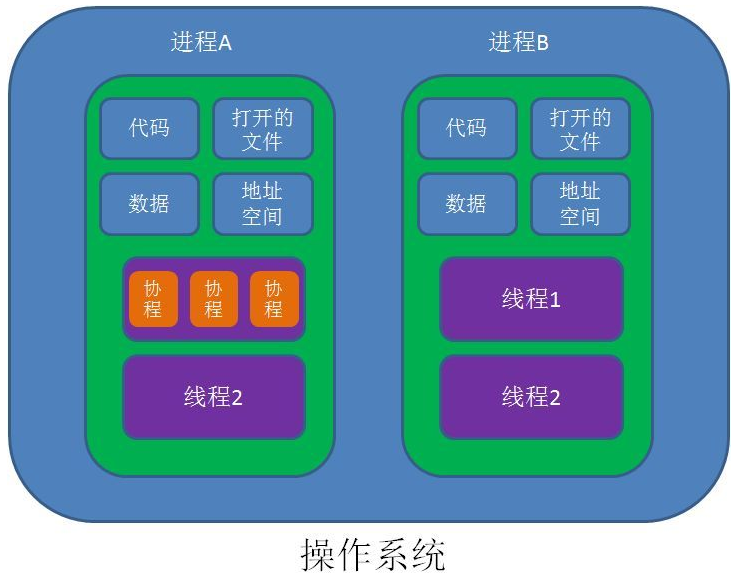 进程A
进程B
代码
打开的
文件
代码
打开的
文件
数据
地址
空间
数据
地址
空间
协
程
协
程
协
程
线程1
线程2
线程2
操作系统